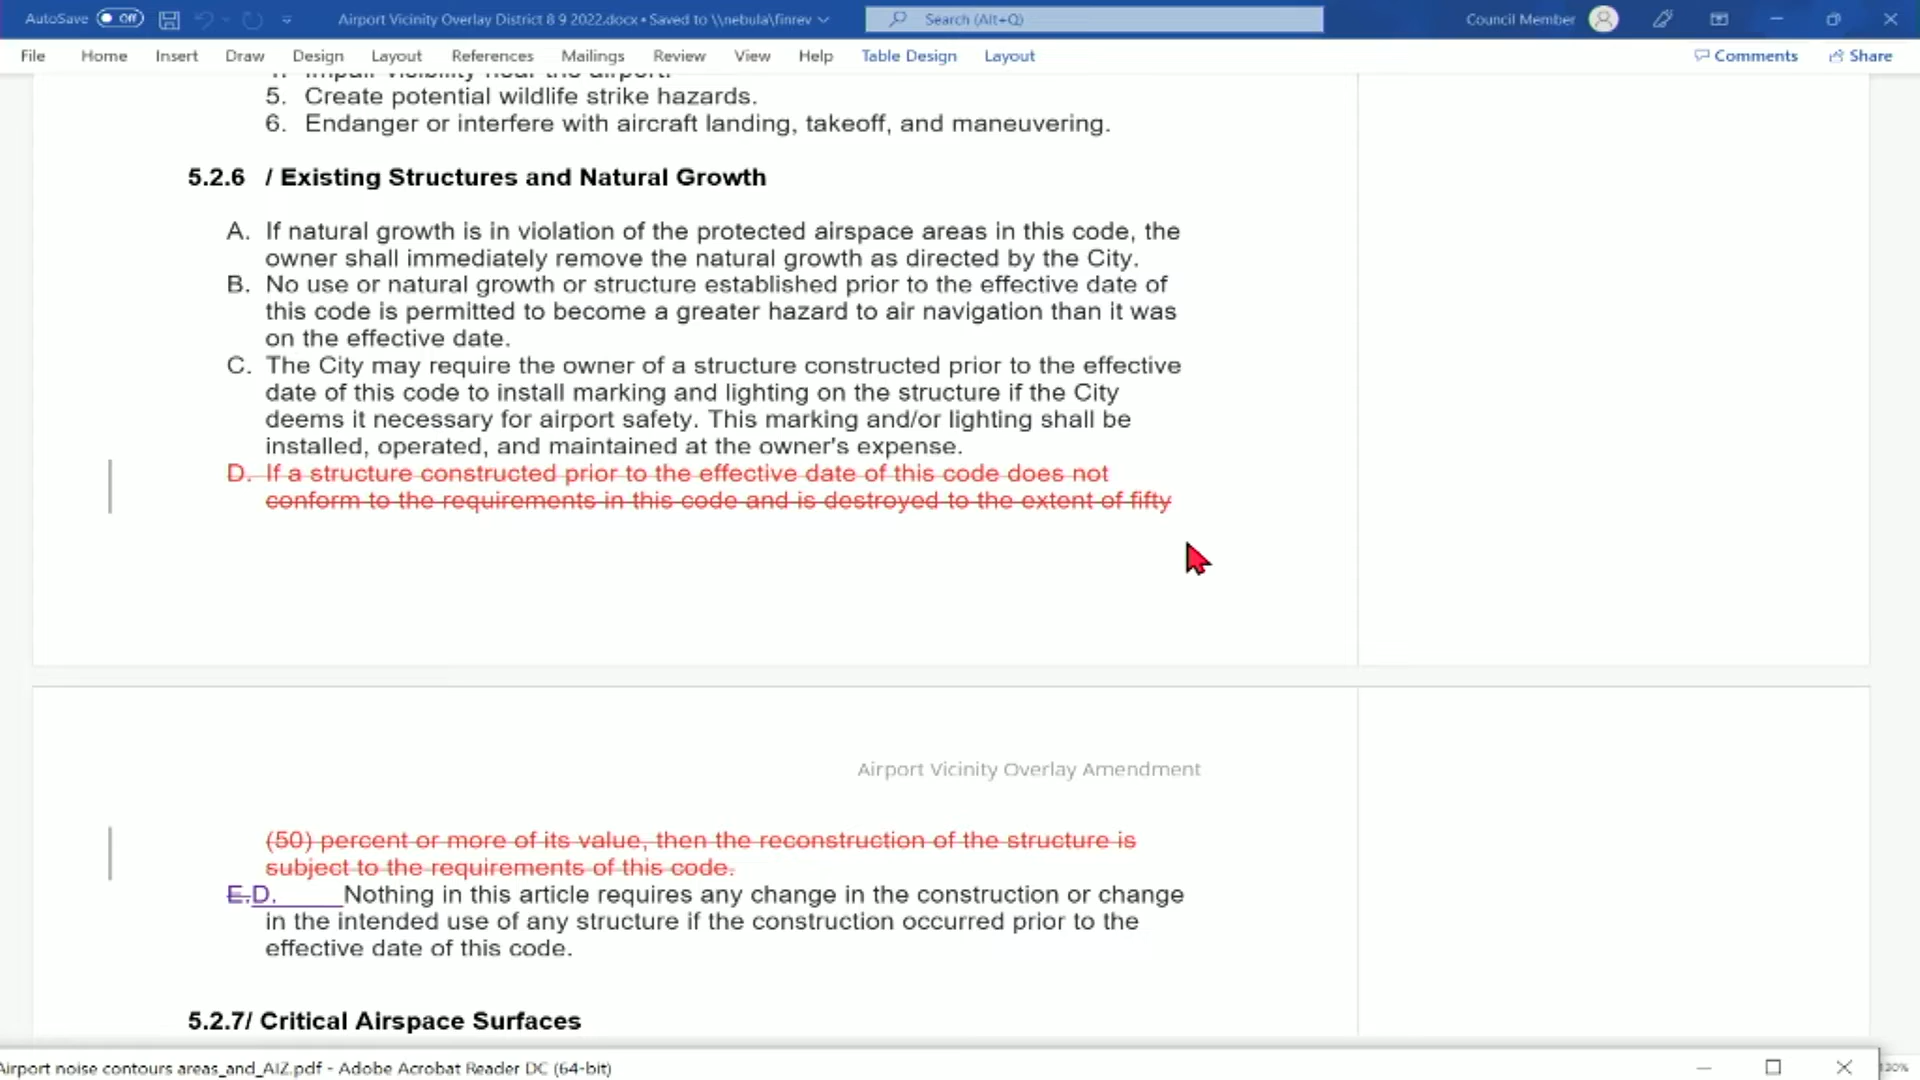 AutoSave Off Airport Vicinity Overlay District 8 9 2022.docx • Saved to \\nebula\finrev Search (Alt+Q) Council Member
File Home Insert Draw Design Layout References Mailings Review View Help Table Design Layout Comments Share
4. Impair visibility near the airport.
5. Create potential wildlife strike hazards.
6. Endanger or interfere with aircraft landing, takeoff, and maneuvering.
5.2.6 / Existing Structures and Natural Growth
A. If natural growth is in violation of the protected airspace areas in this code, the
owner shall immediately remove the natural growth as directed by the City.
B. No use or natural growth or structure established prior to the effective date of
this code is permitted to become a greater hazard to air navigation than it was
on the effective date.
C. The City may require the owner of a structure constructed prior to the effective
date of this code to install marking and lighting on the structure if the City
deems it necessary for airport safety. This marking and/or lighting shall be
installed, operated, and maintained at the owner's expense.
D. If a structure constructed prior to the effective date of this code does not
conform to the requirements in this code and is destroyed to the extent of fifty
Airport Vicinity Overlay Amendment
(50) percent or more of its value, then the reconstruction of the structure is
subject to the requirements of this code.
E.D. Nothing in this article requires any change in the construction or change
in the intended use of any structure if the construction occurred prior to the
effective date of this code.
5.2.7/ Critical Airspace Surfaces
Airport noise contours areas_and_AIZ.pdf - Adobe Acrobat Reader DC (64-bit)